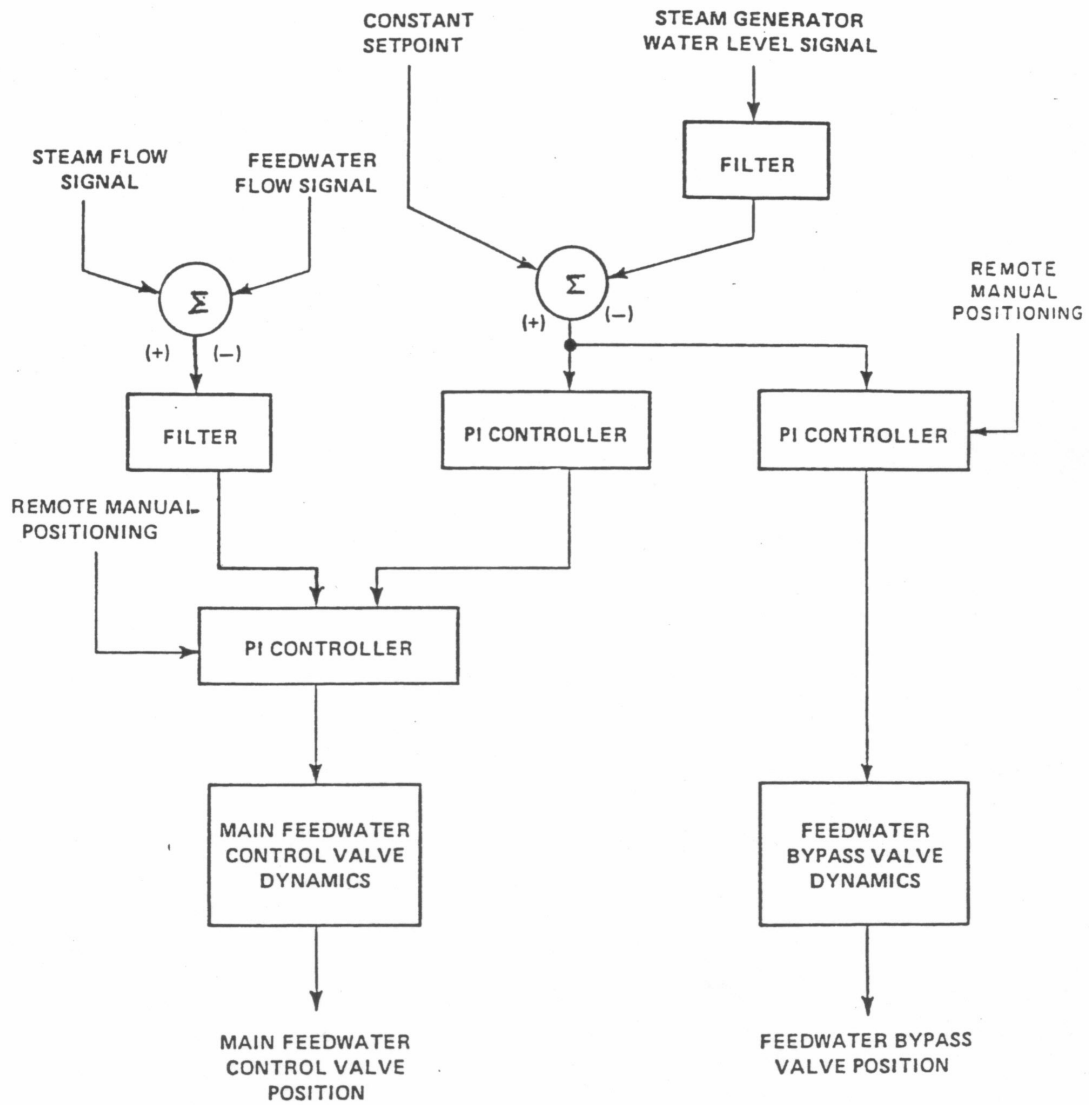 CONSTANT
SETPOINT
STEAM GENERATOR
WATER LEVEL SIGNAL
STEAM FLOW
SIGNAL
FEEDWATER
FLOW SIGNAL
FILTER
Σ
(+) (—)
Σ
(+) (—)
REMOTE
MANUAL
POSITIONING
FILTER
PI CONTROLLER
PI CONTROLLER
REMOTE MANUAL
POSITIONING
PI CONTROLLER
MAIN FEEDWATER
CONTROL VALVE
DYNAMICS
FEEDWATER
BYPASS VALVE
DYNAMICS
MAIN FEEDWATER
CONTROL VALVE
POSITION
FEEDWATER BYPASS
VALVE POSITION